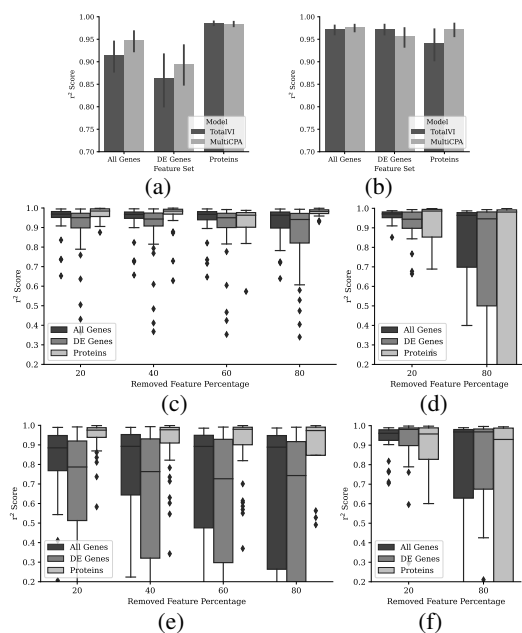 1.00
0.95
0.90
0.85
0.80
0.75
0.70
r² Score
All Genes DE Genes Proteins
Feature Set
Model
TotalVI
MultiCPA
(a)
1.00
0.95
0.90
0.85
0.80
0.75
0.70
r² Score
All Genes DE Genes Proteins
Feature Set
Model
TotalVI
MultiCPA
(b)
1.0
0.9
0.8
0.7
0.6
0.5
0.4
0.3
0.2
r² Score
All Genes
DE Genes
Proteins
20 40 60 80
Removed Feature Percentage
(c)
1.0
0.9
0.8
0.7
0.6
0.5
0.4
0.3
0.2
r² Score
All Genes
DE Genes
Proteins
20 80
Removed Feature Percentage
(d)
1.0
0.9
0.8
0.7
0.6
0.5
0.4
0.3
0.2
r² Score
All Genes
DE Genes
Proteins
20 40 60 80
Removed Feature Percentage
(e)
1.0
0.9
0.8
0.7
0.6
0.5
0.4
0.3
0.2
r² Score
All Genes
DE Genes
Proteins
20 80
Removed Feature Percentage
(f)